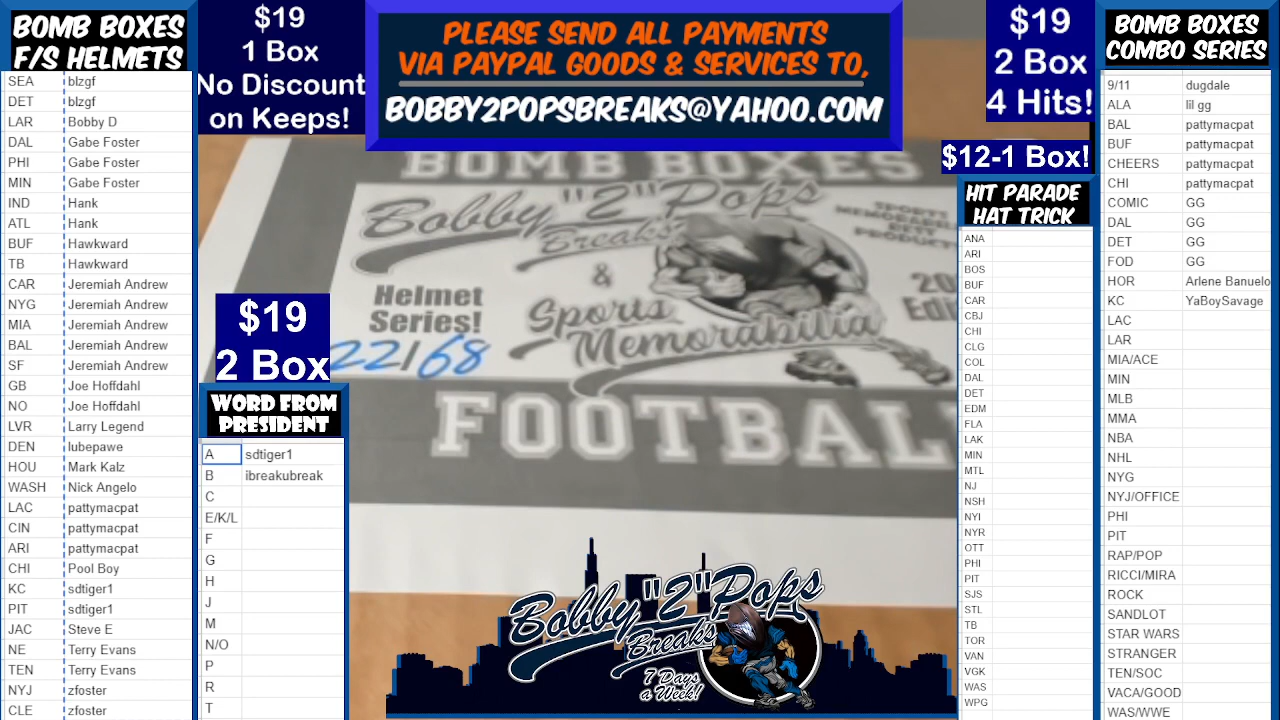 BOMB BOXES
F/S HELMETS
SEA blzgf
DET blzgf
LAR Bobby D
DAL Gabe Foster
PHI Gabe Foster
MIN Gabe Foster
IND Hank
ATL Hank
BUF Hawkward
TB Hawkward
CAR Jeremiah Andrew
NYG Jeremiah Andrew
MIA Jeremiah Andrew
BAL Jeremiah Andrew
SF Jeremiah Andrew
GB Joe Hoffdahl
NO Joe Hoffdahl
LVR Larry Legend
DEN lubepawe
HOU Mark Kalz
WASH Nick Angelo
LAC pattymacpat
CIN pattymacpat
ARI pattymacpat
CHI Pool Boy
KC sdtiger1
PIT sdtiger1
JAC Steve E
NE Terry Evans
TEN Terry Evans
NYJ zfoster
CLE zfoster
$19
1 Box
No Discount
on Keeps!
$19
2 Box
WORD FROM
PRESIDENT
A sdtiger1
B ibreakubreak
C
E/K/L
F
G
H
J
M
N/O
P
R
T
PLEASE SEND ALL PAYMENTS
VIA PAYPAL GOODS & SERVICES TO,
BOBBY2POPSBREAKS@YAHOO.COM
BOMB BOXES
Bobby "2" Pops
Breaks
&
Sports
Memorabilia
Helmet
Series!
22/68
FOOTBAL
Bobby "2" Pops
Breaks
7 Days
a Week!
$19
2 Box
4 Hits!
$12-1 Box!
HIT PARADE
HAT TRICK
ANA
ARI
BOS
BUF
CAR
CBJ
CHI
CLG
COL
DAL
DET
EDM
FLA
LAK
MIN
MTL
NJ
NSH
NYI
NYR
OTT
PHI
PIT
SJS
STL
TB
TOR
VAN
VGK
WAS
WPG
BOMB BOXES
COMBO SERIES
9/11 dugdale
ALA lil gg
BAL pattymacpat
BUF pattymacpat
CHEERS pattymacpat
CHI pattymacpat
COMIC GG
DAL GG
DET GG
FOD GG
HOR Arlene Banuelo
KC YaBoySavage
LAC
LAR
MIA/ACE
MIN
MLB
MMA
NBA
NHL
NYG
NYJ/OFFICE
PHI
PIT
RAP/POP
RICCI/MIRA
ROCK
SANDLOT
STAR WARS
STRANGER
TEN/SOC
VACA/GOOD
WAS/WWE